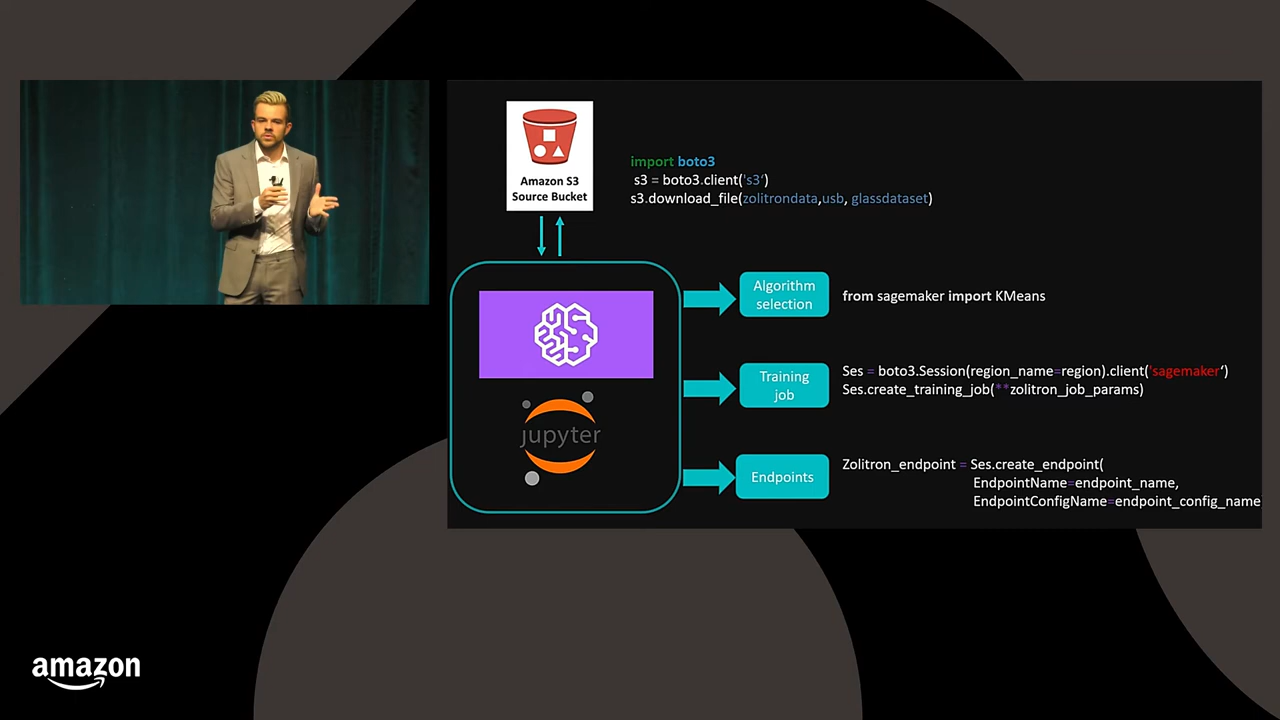 Amazon S3
Source Bucket
import boto3
s3 = boto3.client('s3‘)
s3.download_file(zolitrondata,usb, glassdataset)
Algorithm
selection
from sagemaker import KMeans
Training
job
Ses = boto3.Session(region_name=region).client('sagemaker‘)
Ses.create_training_job(**zolitron_job_params)
jupyter
Endpoints
Zolitron_endpoint = Ses.create_endpoint(
EndpointName=endpoint_name,
EndpointConfigName=endpoint_config_name
amazon